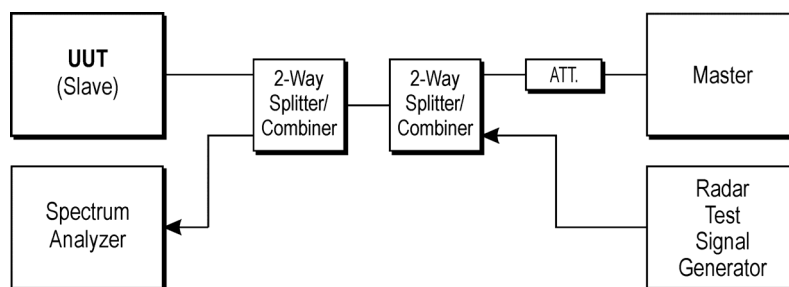 UUT
(Slave)
2-Way
Splitter/
Combiner
2-Way
Splitter/
Combiner
ATT.
Master
Spectrum
Analyzer
Radar
Test
Signal
Generator